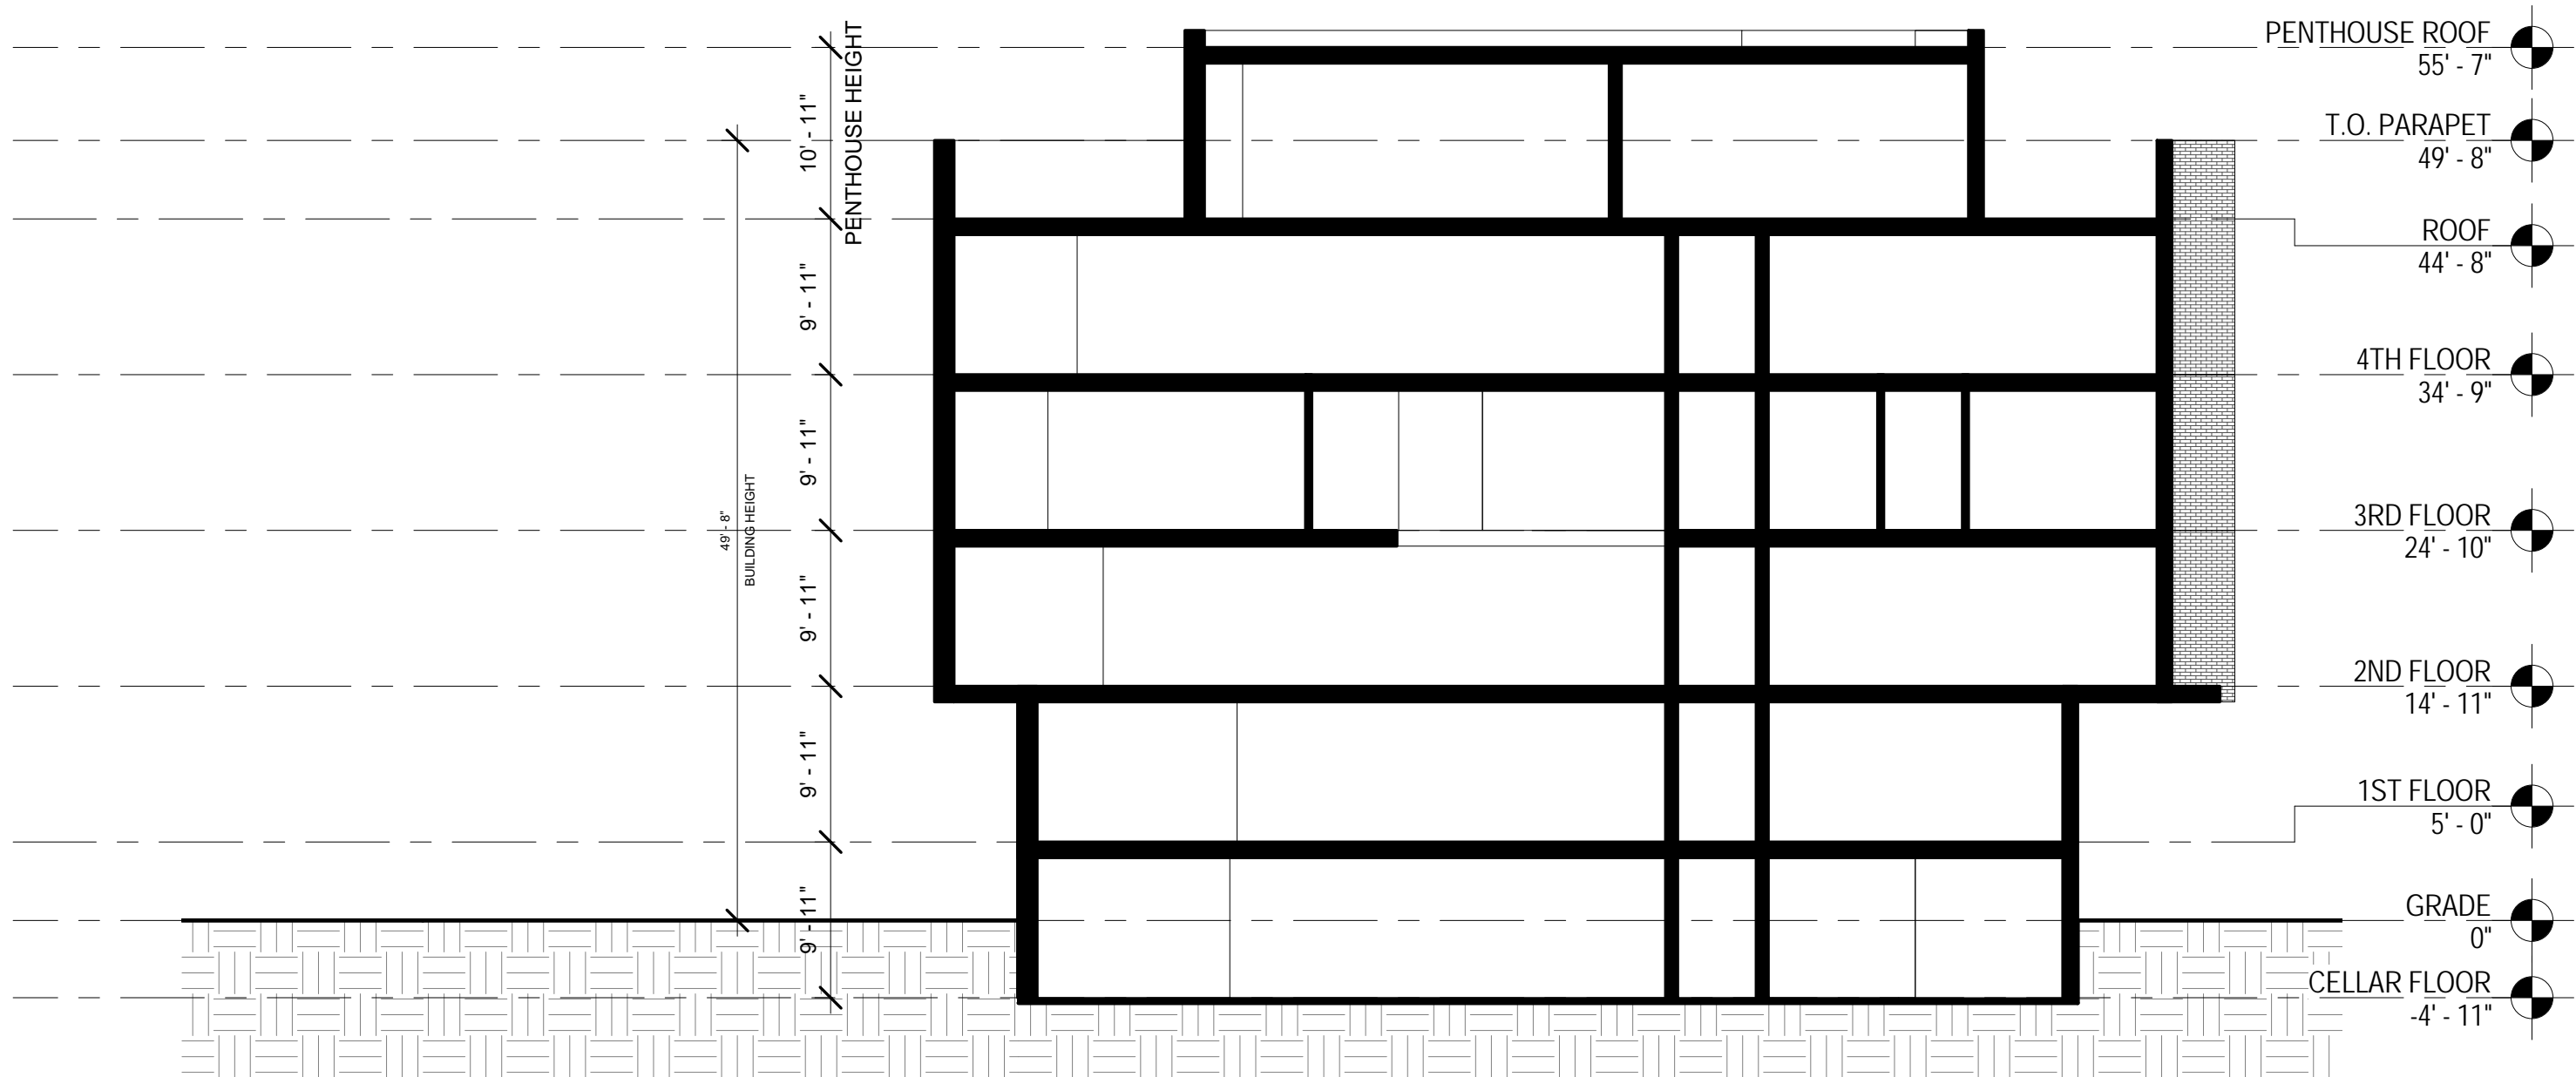 PENTHOUSE ROOF
55' - 7"
T.O. PARAPET
49' - 8"
ROOF
44' - 8"
4TH FLOOR
34' - 9"
3RD FLOOR
24' - 10"
2ND FLOOR
14' - 11"
1ST FLOOR
5' - 0"
GRADE
0"
CELLAR FLOOR
-4' - 11"
10' - 11"
PENTHOUSE HEIGHT
9' - 11"
9' - 11"
9' - 11"
9' - 11"
9' - 11"
49' - 8"
BUILDING HEIGHT